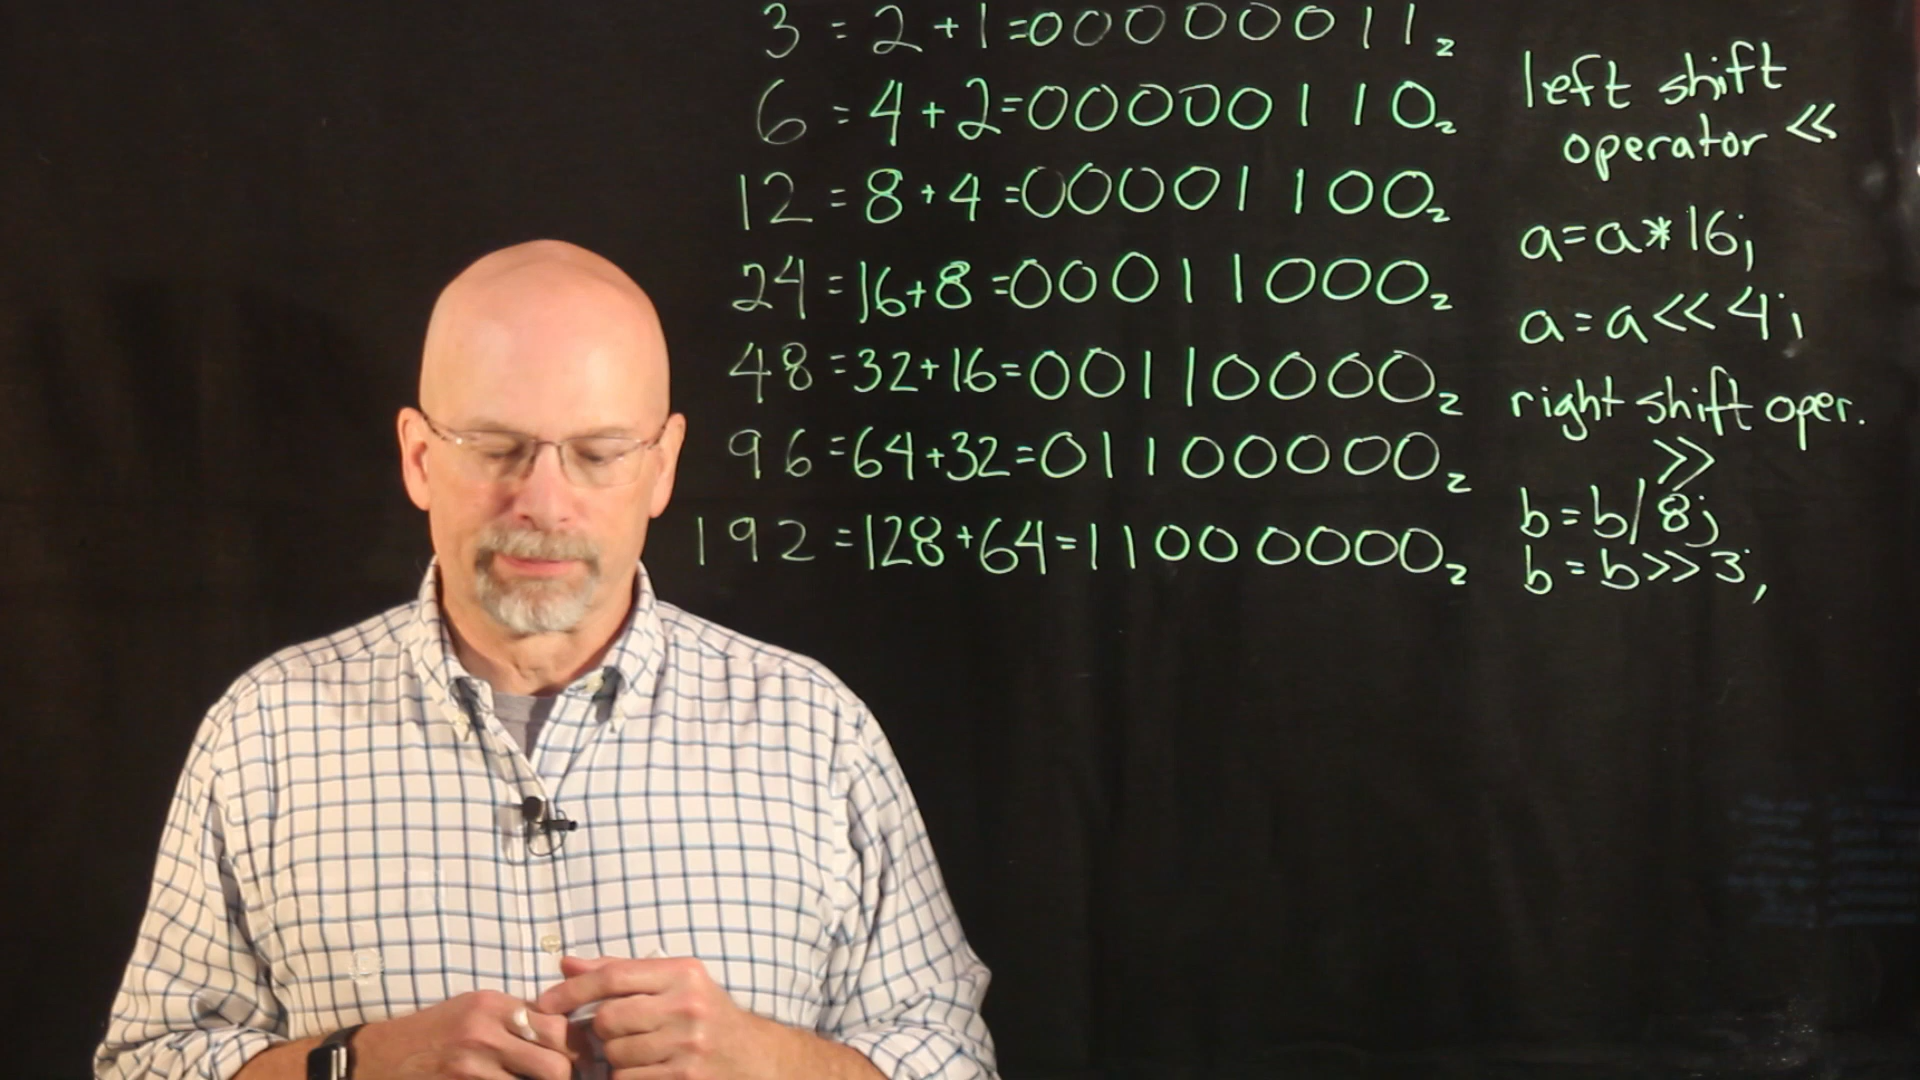 3 = 2 + 1 = 00000011₂
6 = 4 + 2 = 00000110₂
12 = 8 + 4 = 00001100₂
24 = 16 + 8 = 00011000₂
48 = 32 + 16 = 00110000₂
96 = 64 + 32 = 01100000₂
192 = 128 + 64 = 11000000₂
left shift
operator <<
a = a * 16;
a = a << 4;
right shift oper.
>>
b = b / 8;
b = b >> 3;